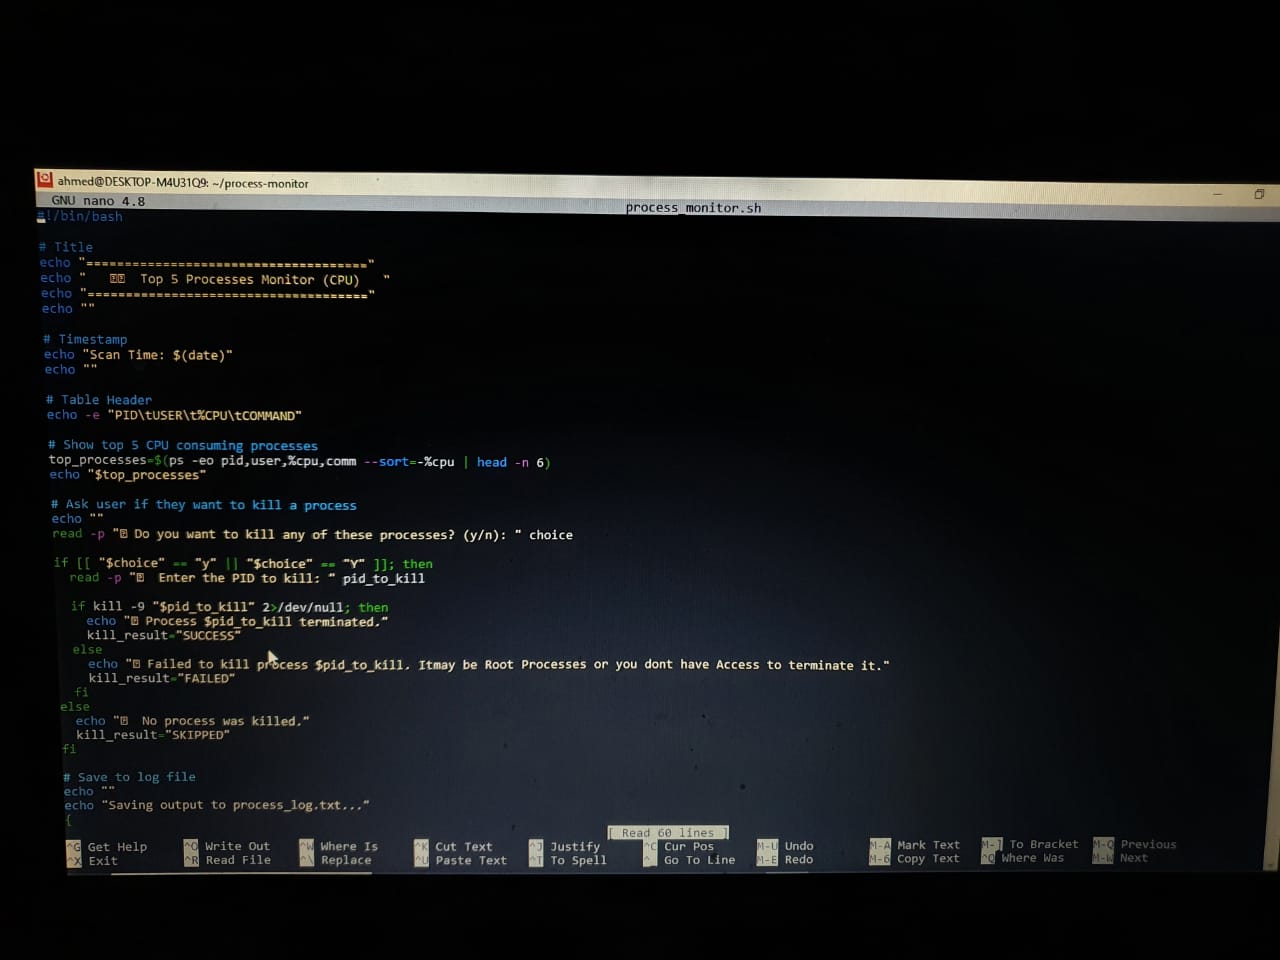 ahmed@DESKTOP-M4U31Q9: ~/process-monitor
GNU nano 4.8 process_monitor.sh
#!/bin/bash
# Title
echo "====================================="
echo " Top 5 Processes Monitor (CPU) "
echo "====================================="
echo ""
# Timestamp
echo "Scan Time: $(date)"
echo ""
# Table Header
echo -e "PID\tUSER\t%CPU\tCOMMAND"
# Show top 5 CPU consuming processes
top_processes=$(ps -eo pid,user,%cpu,comm --sort=-%cpu | head -n 6)
echo "$top_processes"
# Ask user if they want to kill a process
echo ""
read -p " Do you want to kill any of these processes? (y/n): " choice
if [[ "$choice" == "y" || "$choice" == "Y" ]]; then
read -p " Enter the PID to kill: " pid_to_kill
if kill -9 "$pid_to_kill" 2>/dev/null; then
echo " Process $pid_to_kill terminated."
kill_result="SUCCESS"
else
echo " Failed to kill process $pid_to_kill. Itmay be Root Processes or you dont have Access to terminate it."
kill_result="FAILED"
fi
else
echo " No process was killed."
kill_result="SKIPPED"
fi
# Save to log file
echo ""
echo "Saving output to process_log.txt..."
{
[ Read 60 lines ]
^G Get Help ^O Write Out ^W Where Is ^K Cut Text ^J Justify ^C Cur Pos M-U Undo M-A Mark Text M-] To Bracket M-Q Previous
^X Exit ^R Read File ^\ Replace ^U Paste Text ^T To Spell ^_ Go To Line M-E Redo M-6 Copy Text ^Q Where Was M-W Next